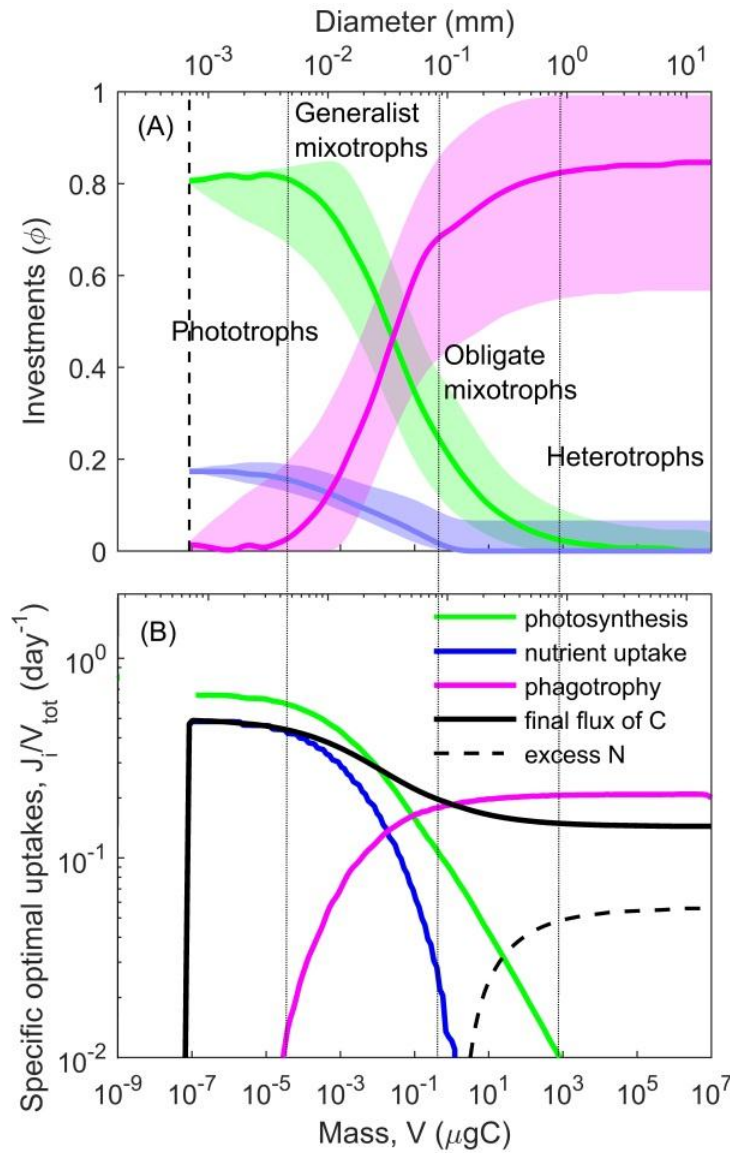 Diameter (mm)
10^-3 10^-2 10^-1 10^0 10^1
(A)
Generalist
mixotrophs
Phototrophs
Obligate
mixotrophs
Heterotrophs
1
0.8
0.6
0.4
0.2
0
Investments (ϕ)
(B)
photosynthesis
nutrient uptake
phagotrophy
final flux of C
excess N
10^0
10^-1
10^-2
Specific optimal uptakes, J_i/V_tot (day^-1)
10^-9 10^-7 10^-5 10^-3 10^-1 10^1 10^3 10^5 10^7
Mass, V (μgC)